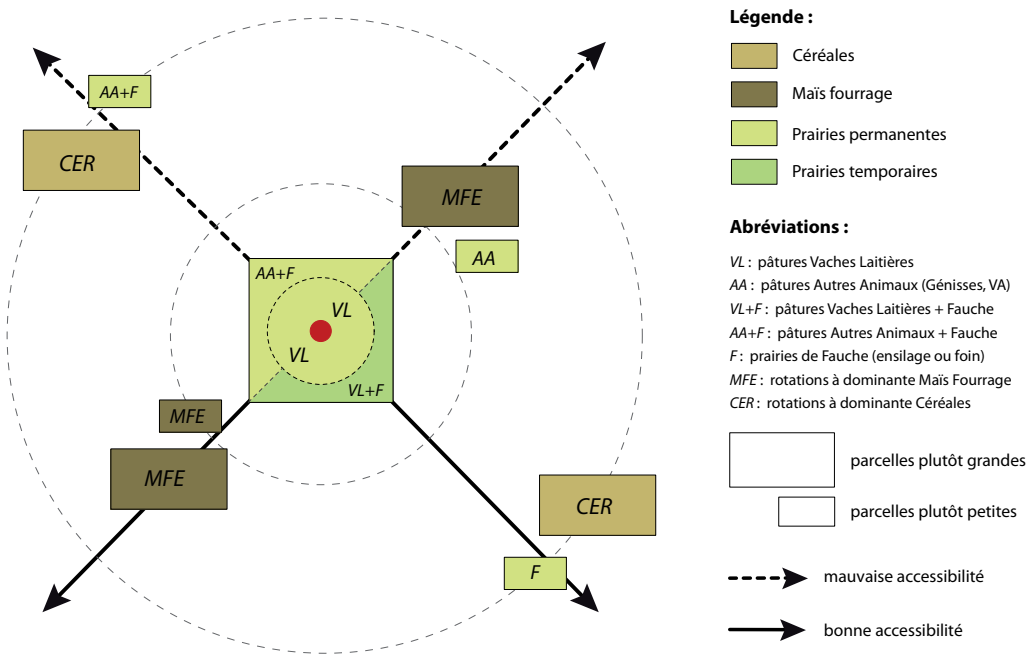 AA+F
CER
MFE
AA
AA+F
VL
VL
VL+F
MFE
MFE
CER
F
Légende :
Céréales
Maïs fourrage
Prairies permanentes
Prairies temporaires
Abréviations :
VL : pâtures Vaches Laitières
AA : pâtures Autres Animaux (Génisses, VA)
VL+F : pâtures Vaches Laitières + Fauche
AA+F : pâtures Autres Animaux + Fauche
F : prairies de Fauche (ensilage ou foin)
MFE : rotations à dominante Maïs Fourrage
CER : rotations à dominante Céréales
parcelles plutôt grandes
parcelles plutôt petites
mauvaise accessibilité
bonne accessibilité